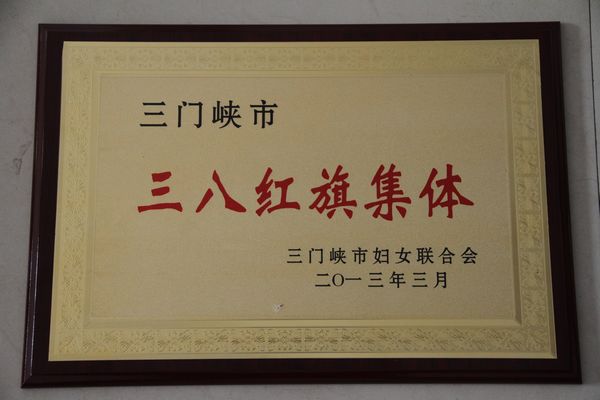 三门峡市
三八红旗集体
三门峡市妇女联合会
二O一三年三月